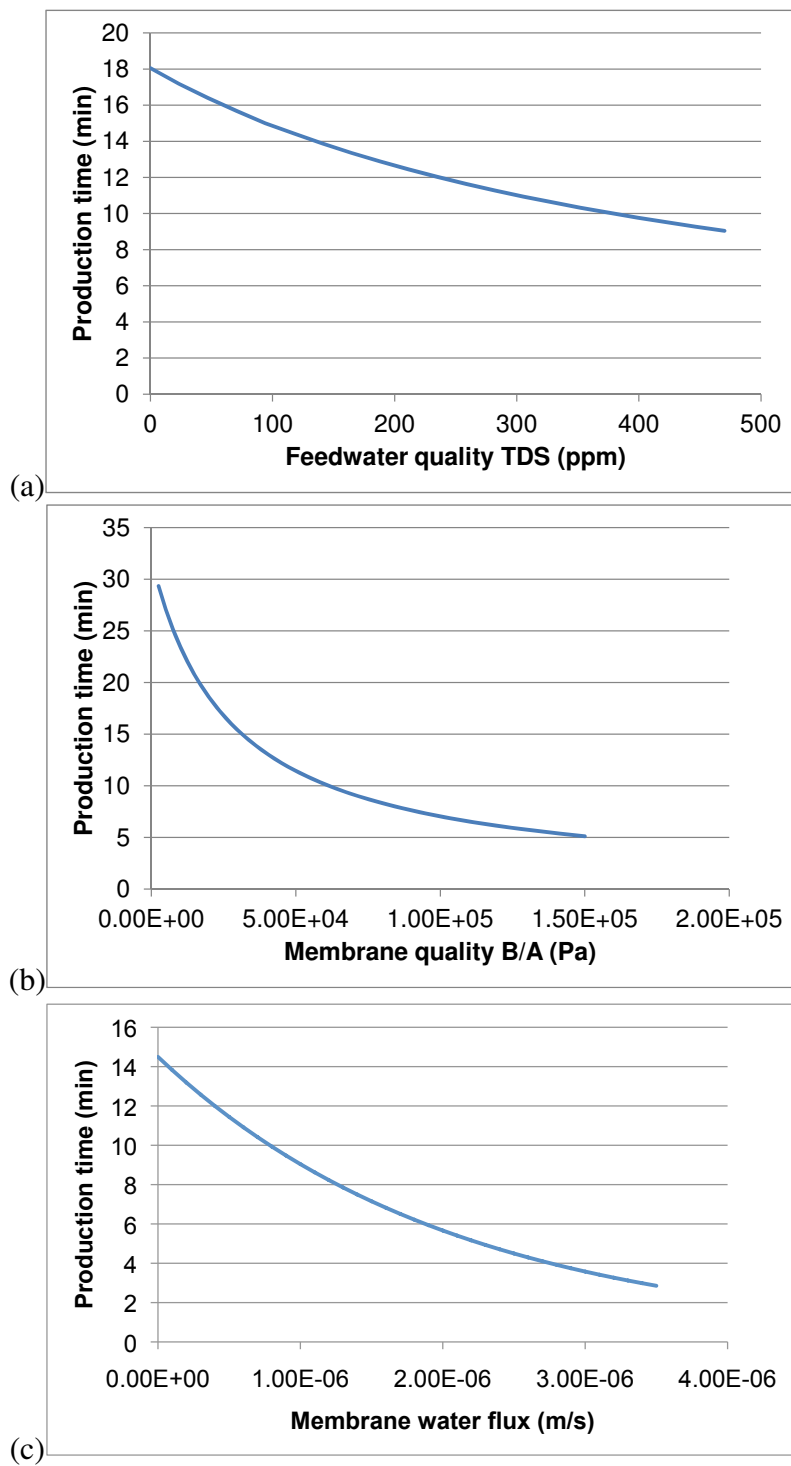 20
18
16
14
12
10
8
6
4
2
0
Production time (min)
0 100 200 300 400 500
Feedwater quality TDS (ppm)
(a)
35
30
25
20
15
10
5
0
Production time (min)
0.00E+00 5.00E+04 1.00E+05 1.50E+05 2.00E+05
Membrane quality B/A (Pa)
(b)
16
14
12
10
8
6
4
2
0
Production time (min)
0.00E+00 1.00E-06 2.00E-06 3.00E-06 4.00E-06
Membrane water flux (m/s)
(c)